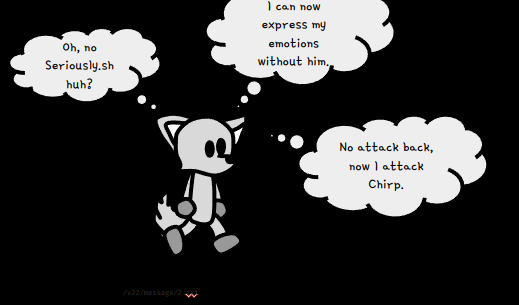 I can now
express my
emotions
without him.
Oh, no
Seriously.sh
huh?
No attack back,
now I attack
Chirp.